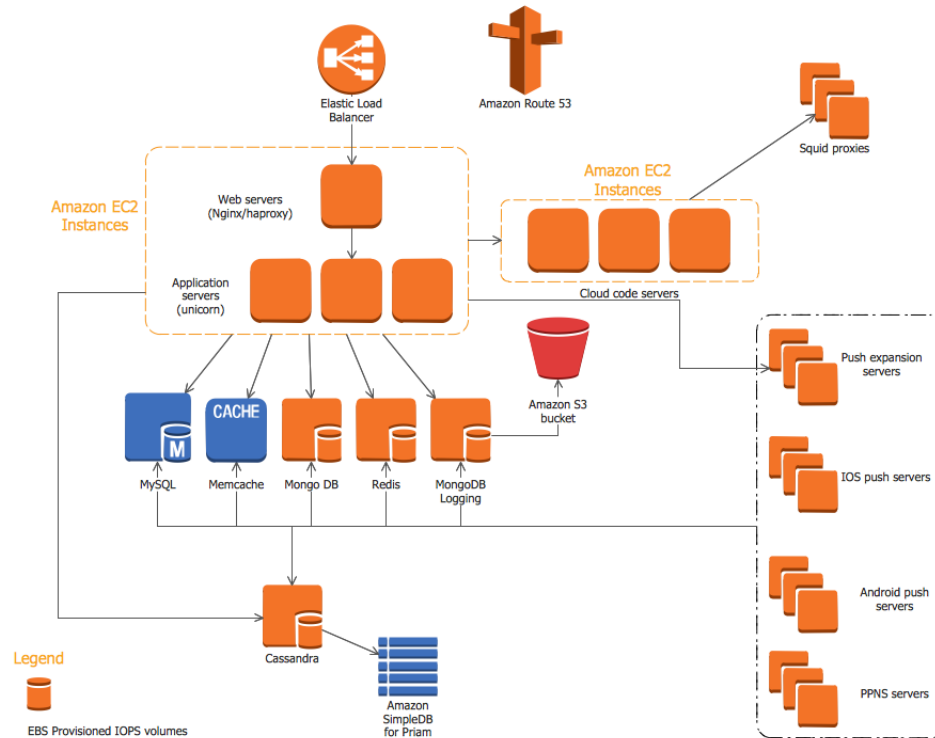 Elastic Load
Balancer
Amazon Route 53
Squid proxies
Amazon EC2
Instances
Web servers
(Nginx/haproxy)
Amazon EC2
Instances
Application
servers
(unicorn)
Cloud code servers
Push expansion
servers
Amazon S3
bucket
CACHE
M
MySQL
Memcache
Mongo DB
Redis
MongoDB
Logging
IOS push servers
Android push
servers
Cassandra
Legend
PPNS servers
Amazon
SimpleDB
for Priam
EBS Provisioned IOPS volumes